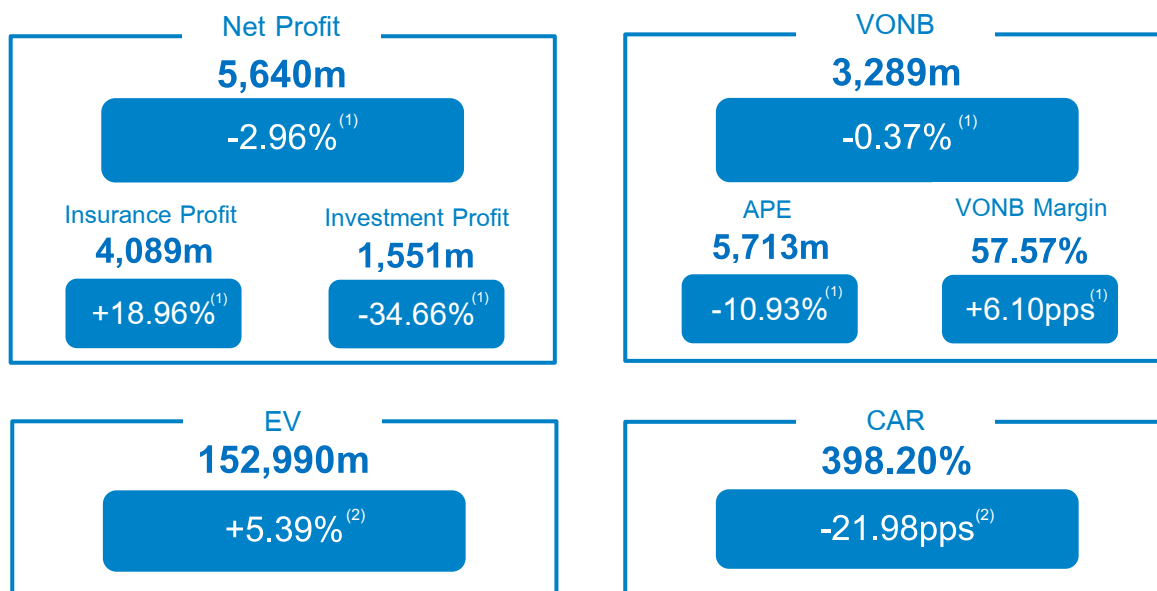 Net Profit
5,640m
-2.96%(1)
Insurance Profit
4,089m
+18.96%(1)
Investment Profit
1,551m
-34.66%(1)
VONB
3,289m
-0.37%(1)
APE
5,713m
-10.93%(1)
VONB Margin
57.57%
+6.10pps(1)
EV
152,990m
+5.39%(2)
CAR
398.20%
-21.98pps(2)